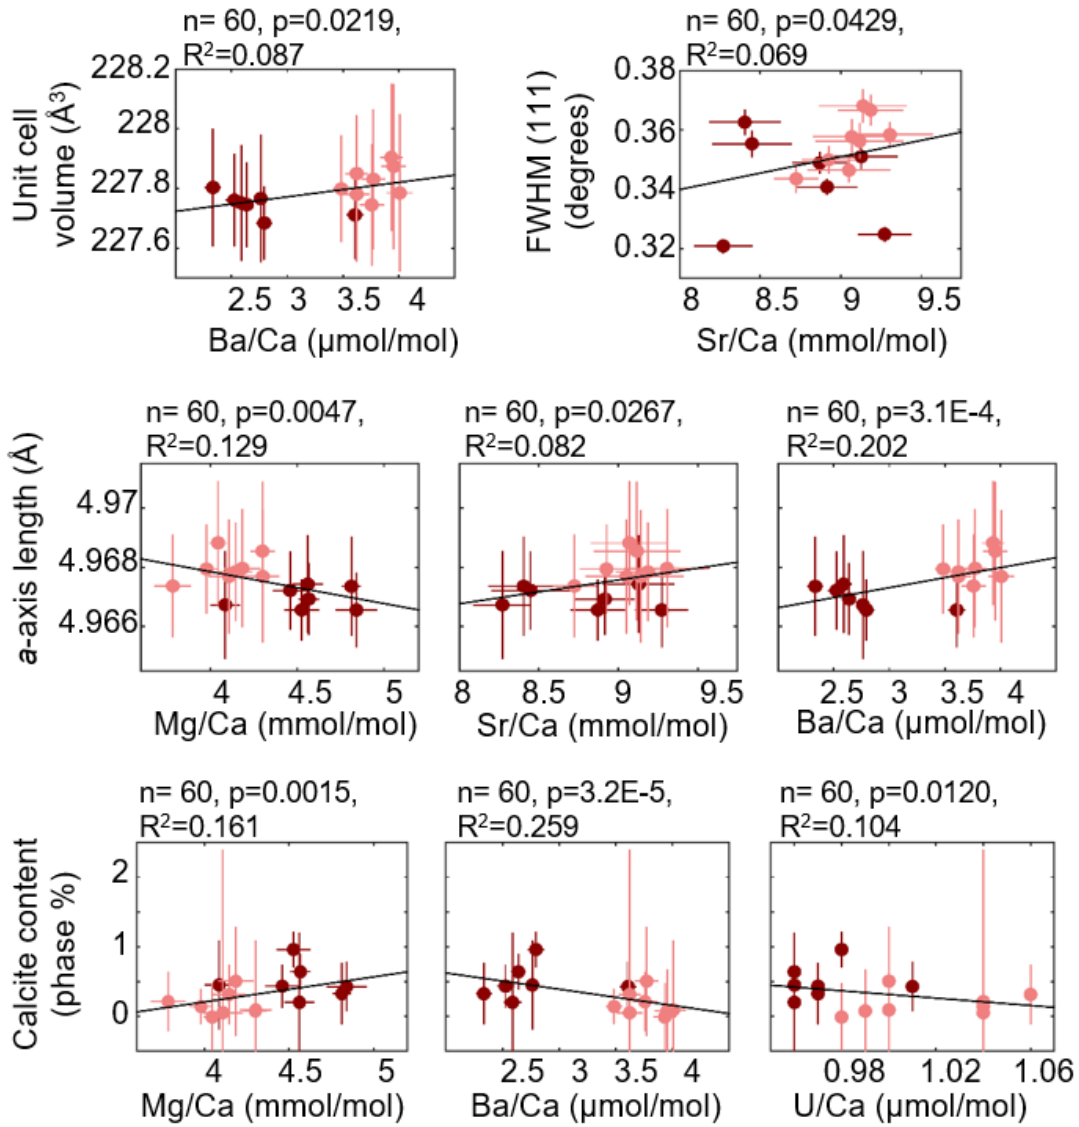 n= 60, p=0.0219,
R²=0.087
Unit cell
volume (Å³)
228.2
228
227.8
227.6
2.5 3 3.5 4
Ba/Ca (µmol/mol)
n= 60, p=0.0429,
R²=0.069
FWHM (111)
(degrees)
0.38
0.36
0.34
0.32
8 8.5 9 9.5
Sr/Ca (mmol/mol)
n= 60, p=0.0047,
R²=0.129
a-axis length (Å)
4.97
4.968
4.966
4 4.5 5
Mg/Ca (mmol/mol)
n= 60, p=0.0267,
R²=0.082
8 8.5 9 9.5
Sr/Ca (mmol/mol)
n= 60, p=3.1E-4,
R²=0.202
2.5 3 3.5 4
Ba/Ca (µmol/mol)
n= 60, p=0.0015,
R²=0.161
Calcite content
(phase %)
2
1
0
4 4.5 5
Mg/Ca (mmol/mol)
n= 60, p=3.2E-5,
R²=0.259
2.5 3 3.5 4
Ba/Ca (µmol/mol)
n= 60, p=0.0120,
R²=0.104
0.98 1.02 1.06
U/Ca (µmol/mol)